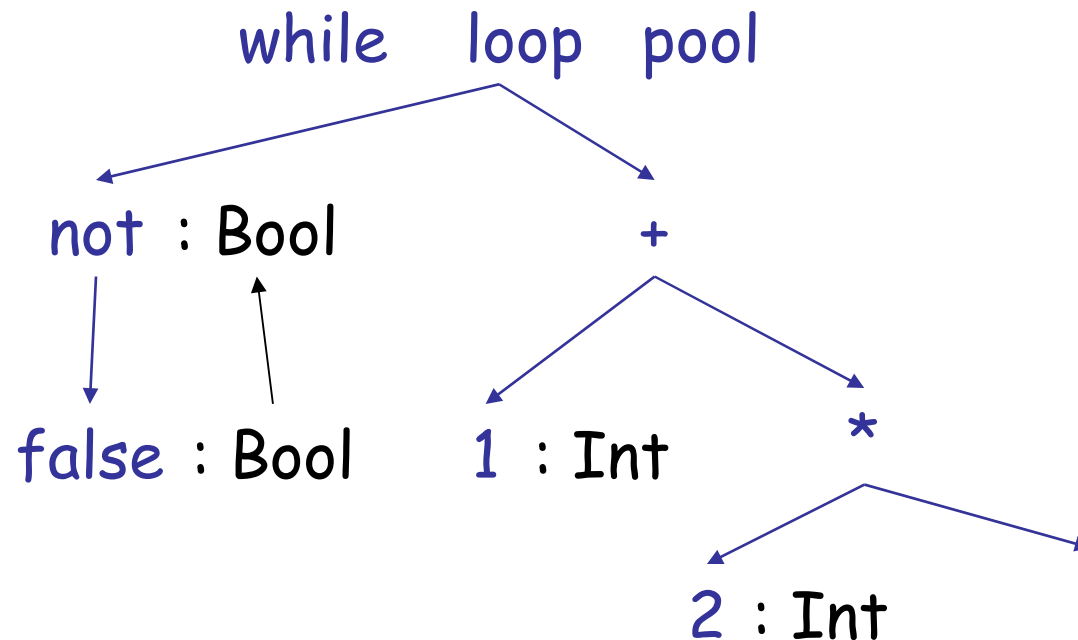 while loop pool
not : Bool
+
false : Bool
1 : Int
*
2 : Int